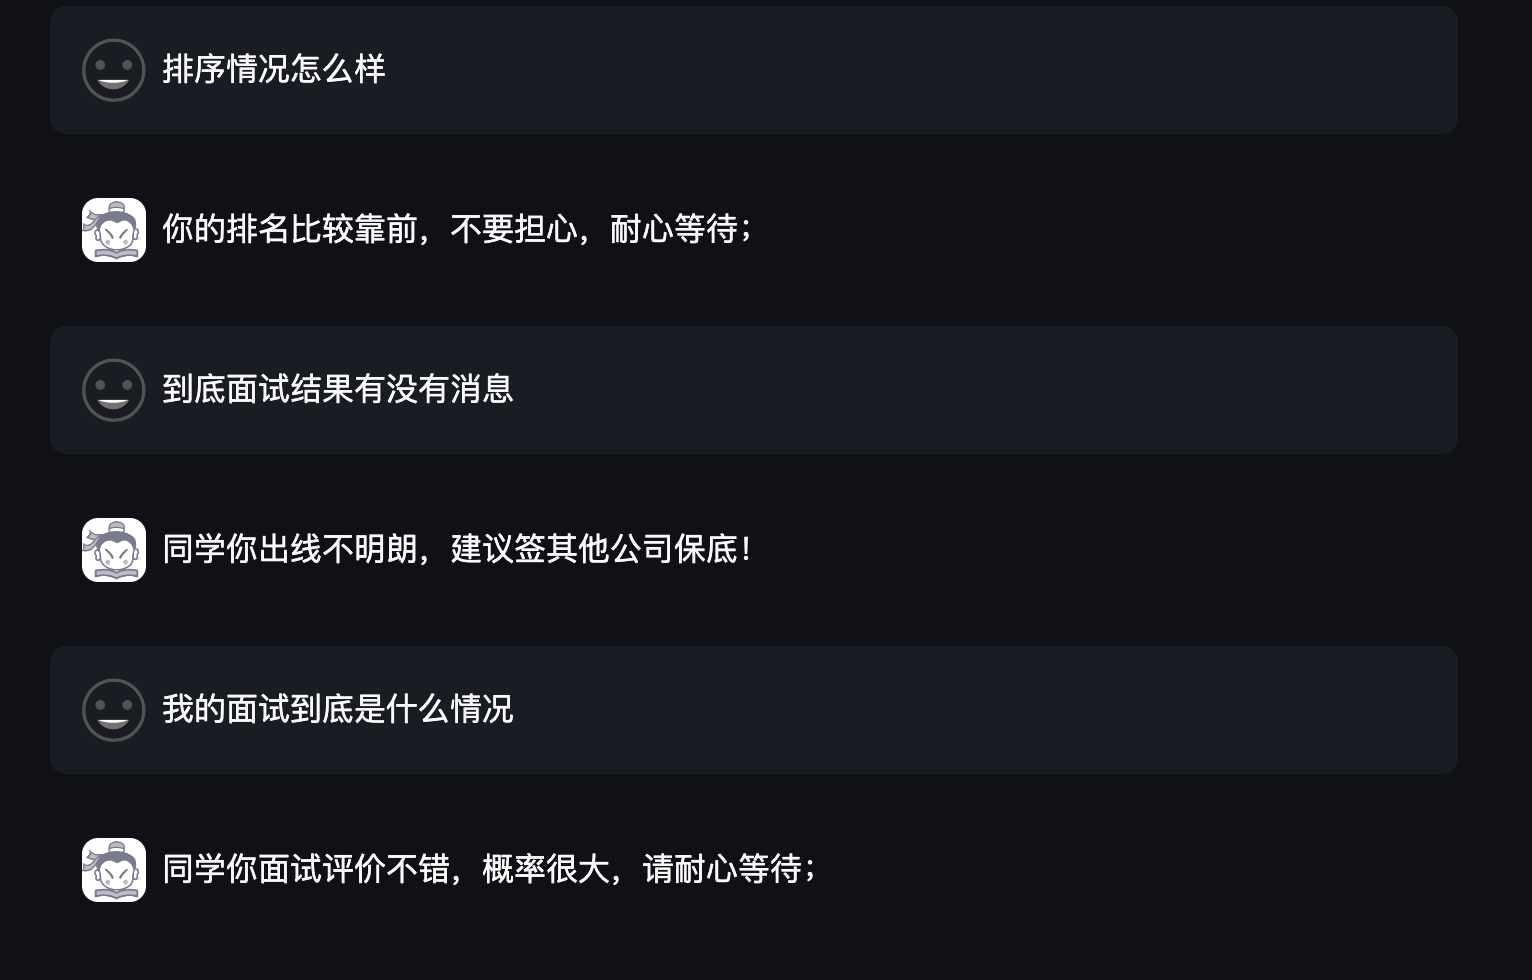 排序情况怎么样
你的排名比较靠前，不要担心，耐心等待；
到底面试结果有没有消息
同学你出线不明朗，建议签其他公司保底！
我的面试到底是什么情况
同学你面试评价不错，概率很大，请耐心等待；